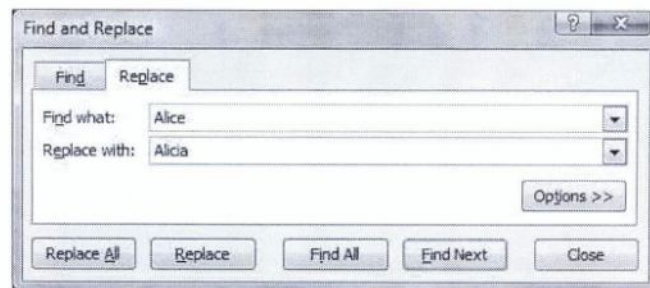 Find and Replace
Find Replace
Find what: Alice
Replace with: Alicia
Options >>
Replace All Replace Find All Find Next Close